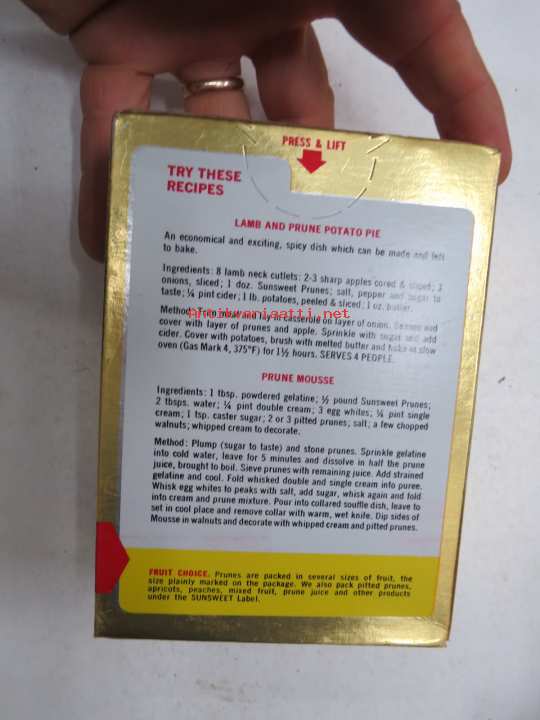 PRESS & LIFT
TRY THESE
RECIPES
LAMB AND PRUNE POTATO PIE
An economical and exciting, spicy dish which can be made and left
to bake.
Ingredients: 8 lamb neck cutlets; 2-3 sharp apples cored & sliced; 3
onions, sliced; 1 doz. Sunsweet Prunes; salt, pepper and sugar to
taste; ¼ pint cider; 1 lb. potatoes, peeled & sliced; 1 oz. butter.
antiikwanhaatti.net
Method: lay in casserole on layer of onion. Season and
cover with layer of prunes and apple. Sprinkle with sugar and
cider. Cover with potatoes, brush with melted butter and bake at slow
oven (Gas Mark 4, 375°F) for 1½ hours. SERVES 4 PEOPLE.
PRUNE MOUSSE
Ingredients: 1 tbsp. powdered gelatine; ½ pound Sunsweet Prunes;
2 tbsps. water; ¼ pint double cream; 3 egg whites; ¼ pint single
cream; 1 tsp. caster sugar; 2 or 3 pitted prunes; salt; a few chopped
walnuts; whipped cream to decorate.
Method: Plump (sugar to taste) and stone prunes. Sprinkle gelatine
into cold water, leave for 5 minutes and dissolve in half the prune
juice, brought to boil. Sieve prunes with remaining juice. Add strained
gelatine and cool. Fold whisked double and single cream into puree.
Whisk egg whites to peaks with salt, add sugar, whisk again and fold
into cream and prune mixture. Pour into collared souffle dish, leave to
set in cool place and remove collar with warm, wet knife. Dip sides of
Mousse in walnuts and decorate with whipped cream and pitted prunes.
FRUIT CHOICE. Prunes are packed in several sizes of fruit, the
size plainly marked on the package. We also pack pitted prunes,
apricots, peaches, mixed fruit, prune juice and other products
under the SUNSWEET Label.